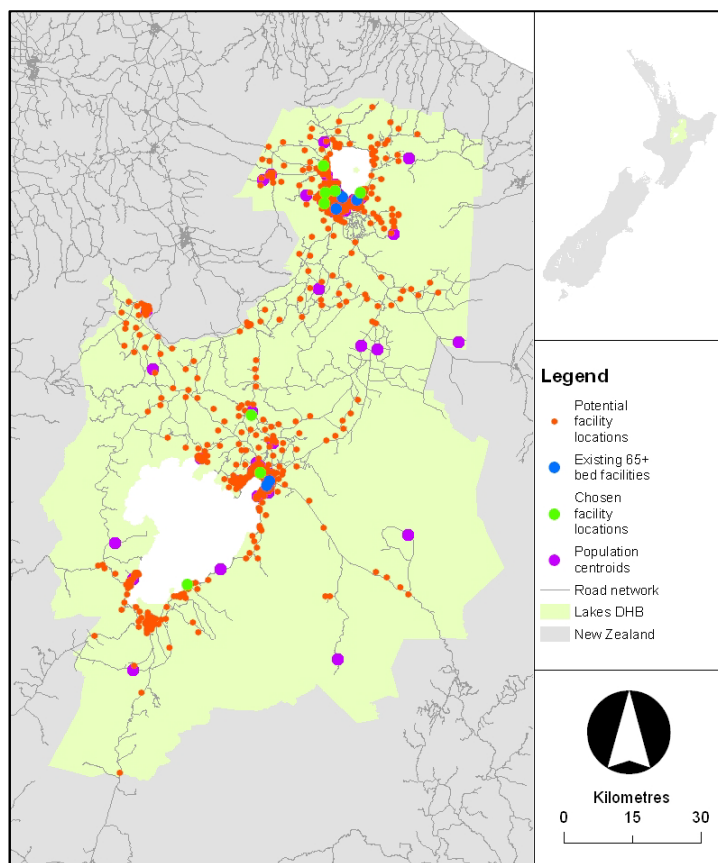 Legend
Potential
facility
locations
Existing 65+
bed facilities
Chosen
facility
locations
Population
centroids
Road network
Lakes DHB
New Zealand
Kilometres
0 15 30